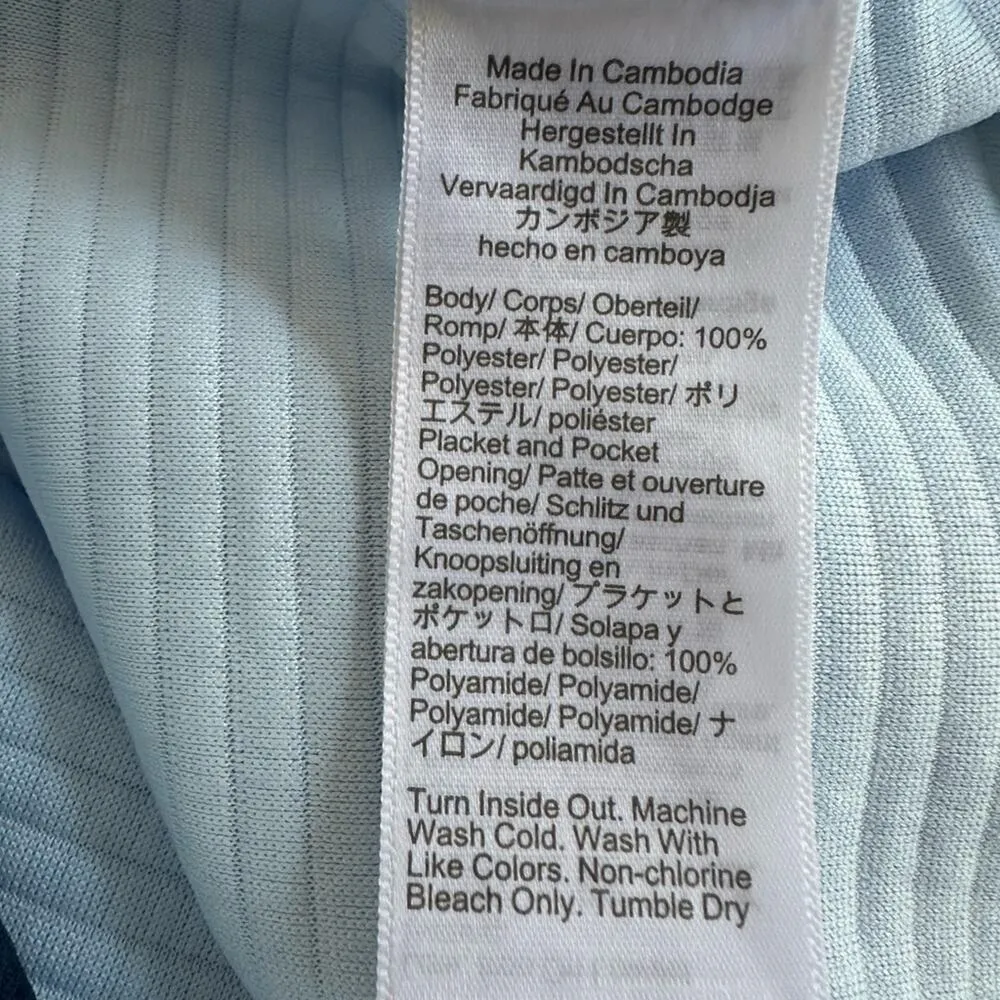 Made In Cambodia
Fabriqué Au Cambodge
Hergestellt In
Kambodscha
Vervaardigd In Cambodja
カンボジア製
hecho en camboya
Body/ Corps/ Oberteil/
Romp/ 本体/ Cuerpo: 100%
Polyester/ Polyester/
Polyester/ Polyester/ ポリ
エステル/ poliéster
Placket and Pocket
Opening/ Patte et ouverture
de poche/ Schlitz und
Taschenöffnung/
Knoopsluiting en
zakopening/ プラケットと
ポケット口/ Solapa y
abertura de bolsillo: 100%
Polyamide/ Polyamide/
Polyamide/ Polyamide/ ナ
イロン/ poliamida
Turn Inside Out. Machine
Wash Cold. Wash With
Like Colors. Non-chlorine
Bleach Only. Tumble Dry